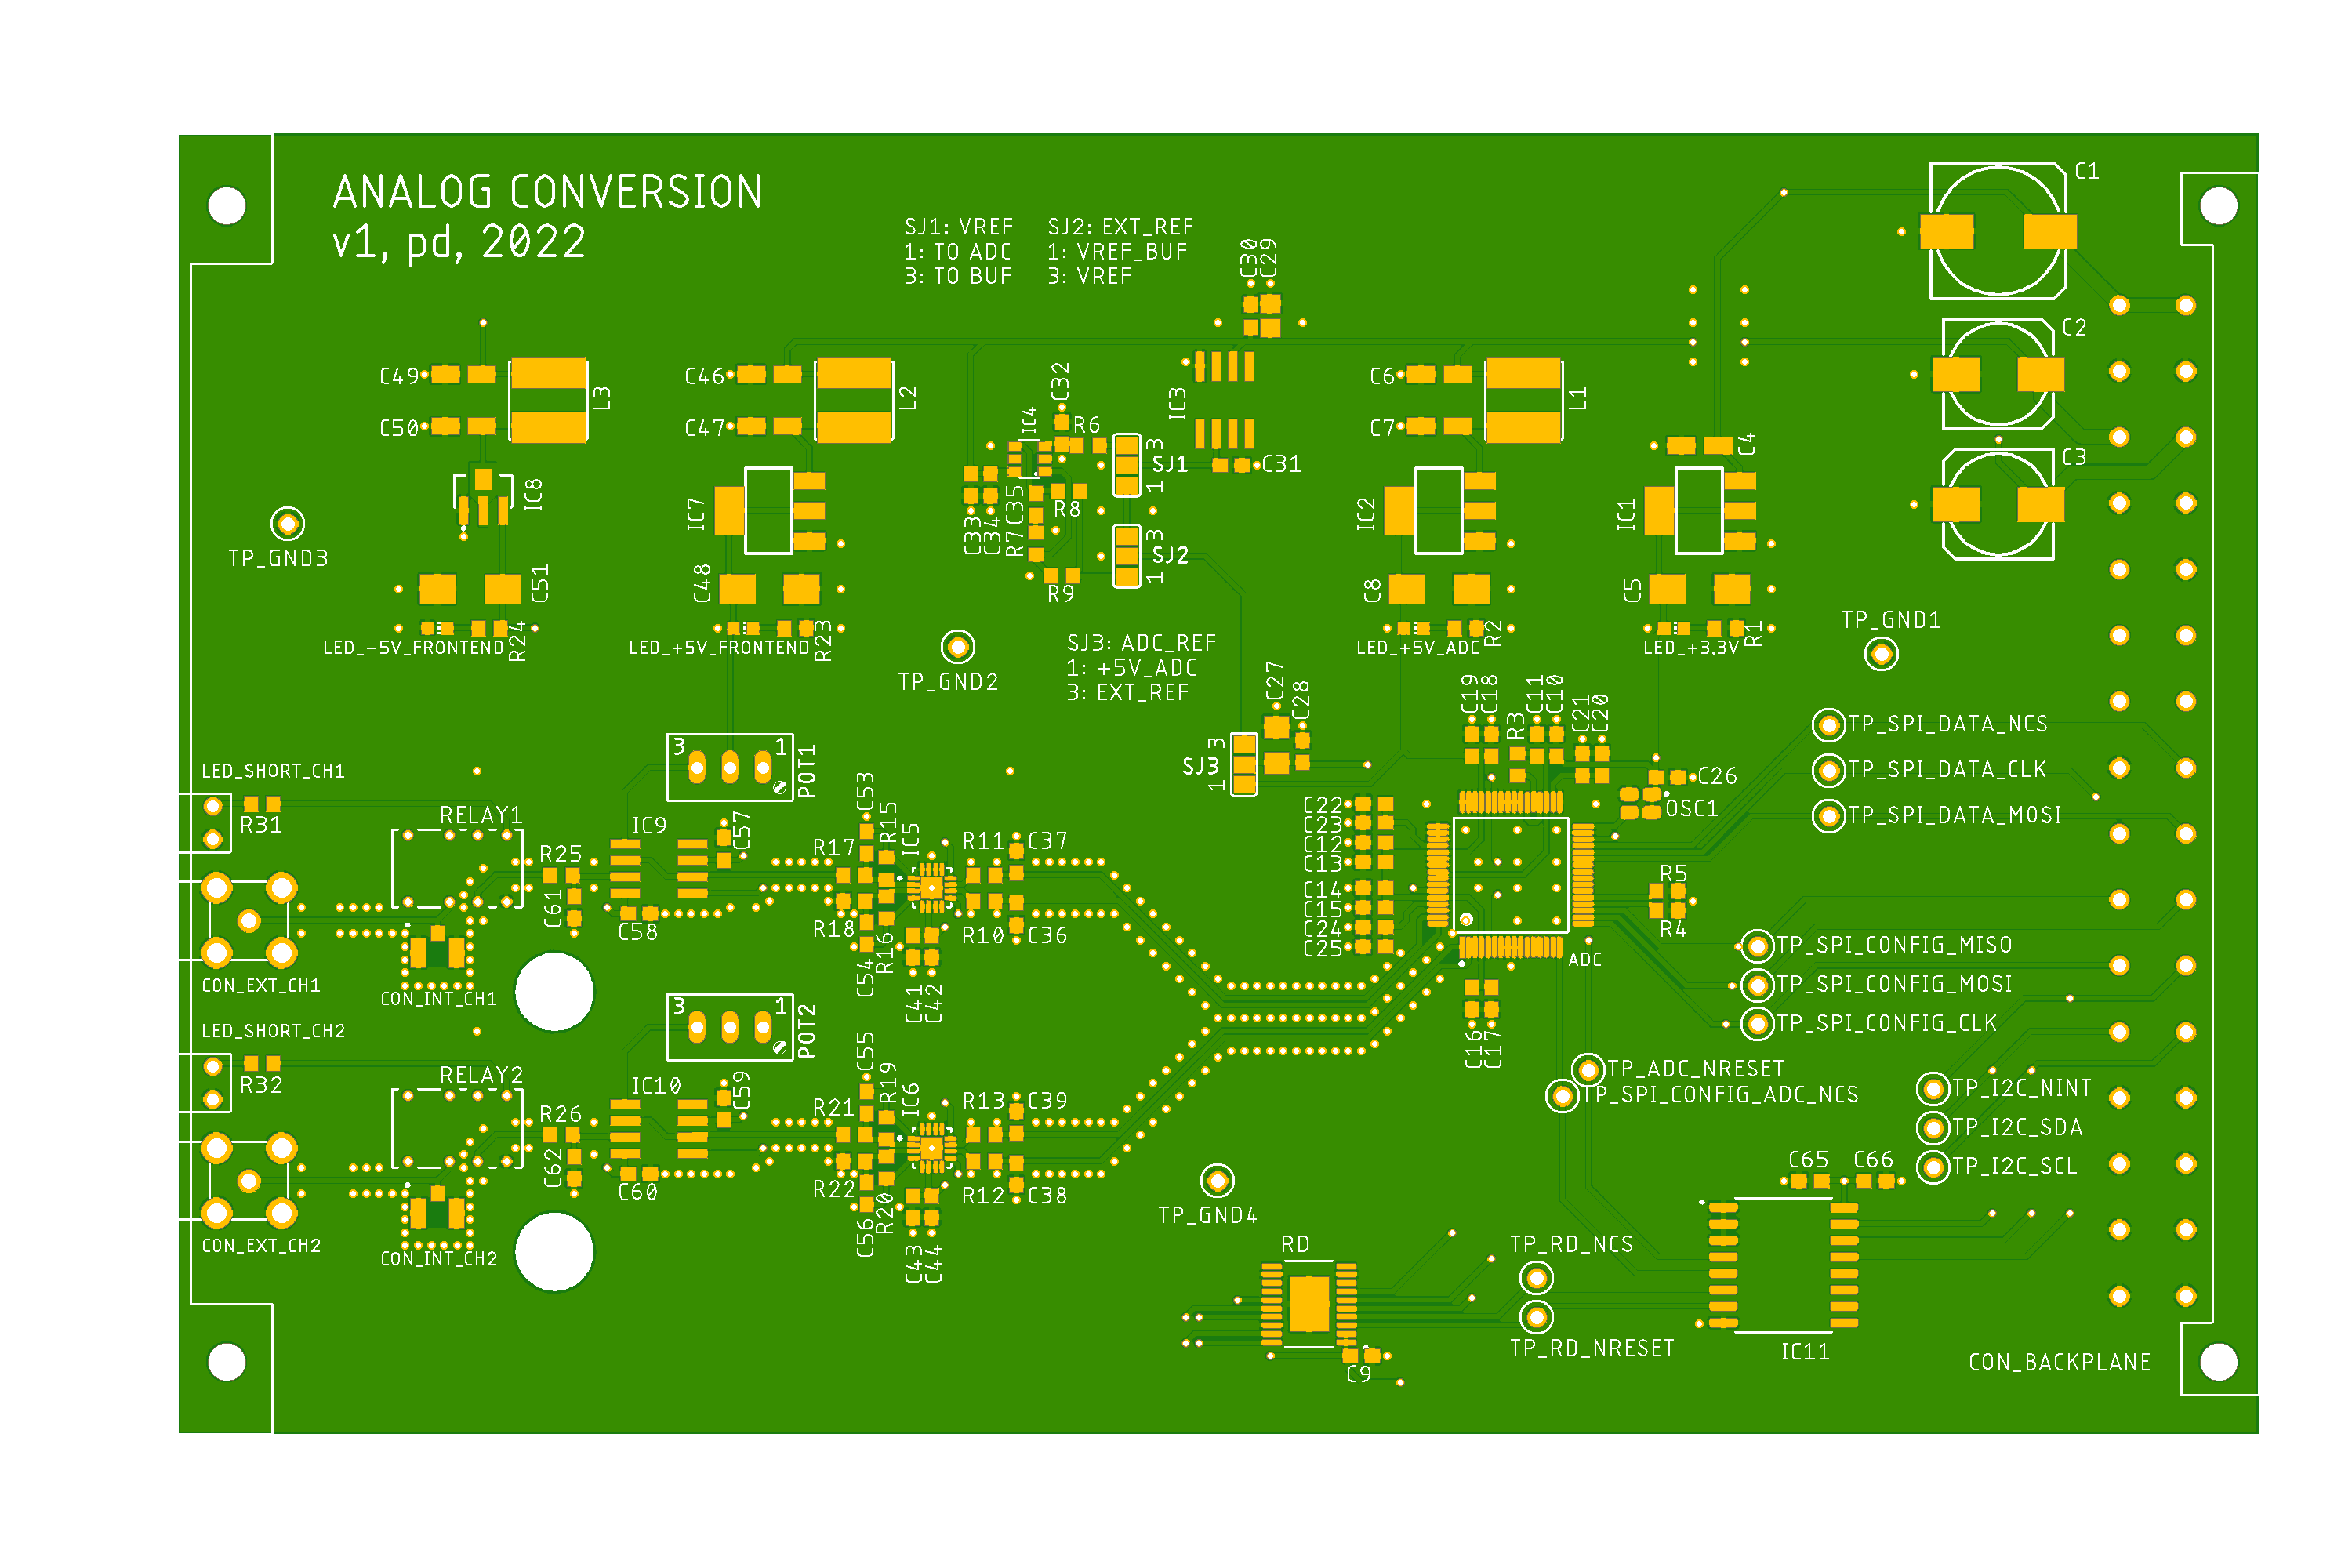 ANALOG CONVERSION
v1, pd, 2022
SJ1: VREF
1: TO ADC
3: TO BUF
SJ2: EXT_REF
1: VREF_BUF
3: VREF
C30
C29
C1
C2
C3
C49
C50
L3
C46
C47
L2
IC4
C32
R6
IC3
C6
C7
L1
C4
3
SJ1
1
C31
IC8
IC7
C33
C34
R7
C35
R8
3
SJ2
1
R9
IC2
IC1
TP_GND3
C51
C48
C8
C5
R24
LED_-5V_FRONTEND
R23
LED_+5V_FRONTEND
R2
LED_+5V_ADC
R1
LED_+3.3V
TP_GND1
TP_GND2
SJ3: ADC_REF
1: +5V_ADC
3: EXT_REF
C27
C28
C19
C18
R3
C11
C10
C21
C20
3
SJ3
1
TP_SPI_DATA_NCS
TP_SPI_DATA_CLK
TP_SPI_DATA_MOSI
C26
OSC1
3
1
POT1
LED_SHORT_CH1
R31
RELAY1
IC9
C57
R25
C61
C58
C53
R15
IC5
R17
R18
C54
R16
R11
C37
R10
C36
C41
C42
C22
C23
C12
C13
C14
C15
C24
C25
R5
R4
ADC
CON_EXT_CH1
CON_INT_CH1
TP_SPI_CONFIG_MISO
TP_SPI_CONFIG_MOSI
TP_SPI_CONFIG_CLK
C16
C17
3
1
POT2
LED_SHORT_CH2
R32
RELAY2
IC10
C59
R26
C62
C60
C55
R19
IC6
R21
R22
C56
R20
R13
C39
R12
C38
C43
C44
TP_ADC_NRESET
TP_SPI_CONFIG_ADC_NCS
TP_I2C_NINT
TP_I2C_SDA
TP_I2C_SCL
C65
C66
CON_EXT_CH2
CON_INT_CH2
TP_GND4
RD
TP_RD_NCS
TP_RD_NRESET
C9
IC11
CON_BACKPLANE